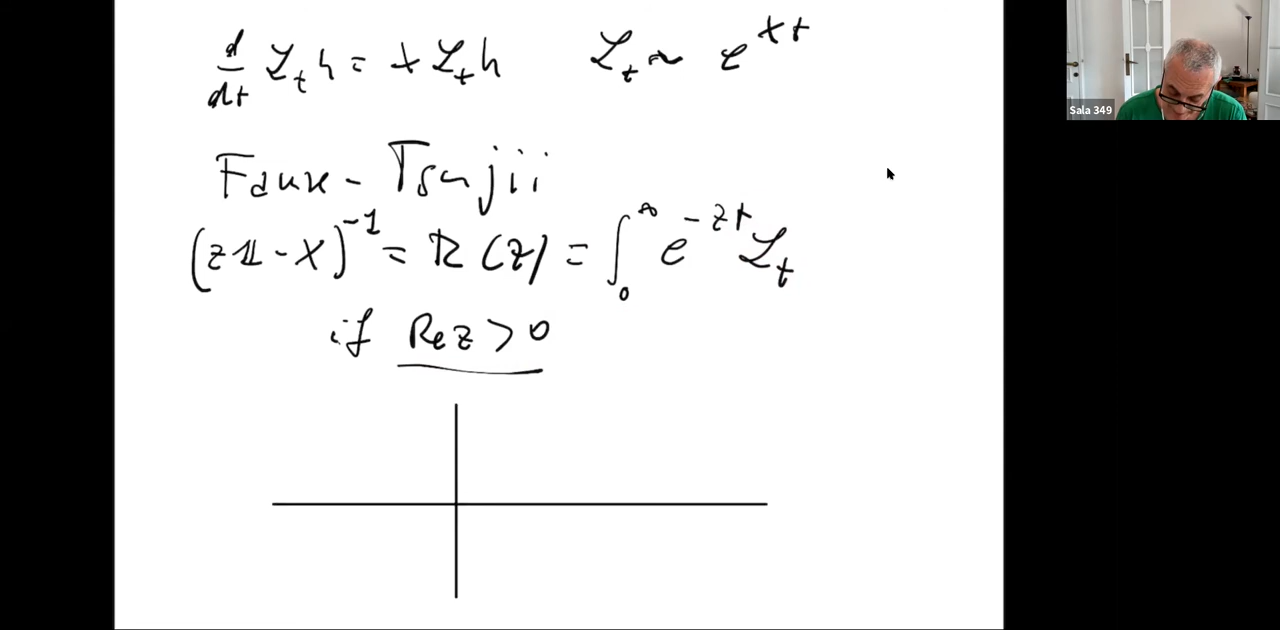 d/dt ℒ_t h = X ℒ_t h    ℒ_t ~ e^{Xt}
Faure - Tsujii
(z𝟙 - X)^{-1} = R(z) = ∫_0^∞ e^{-zt} ℒ_t
if Re z > 0
Sala 349